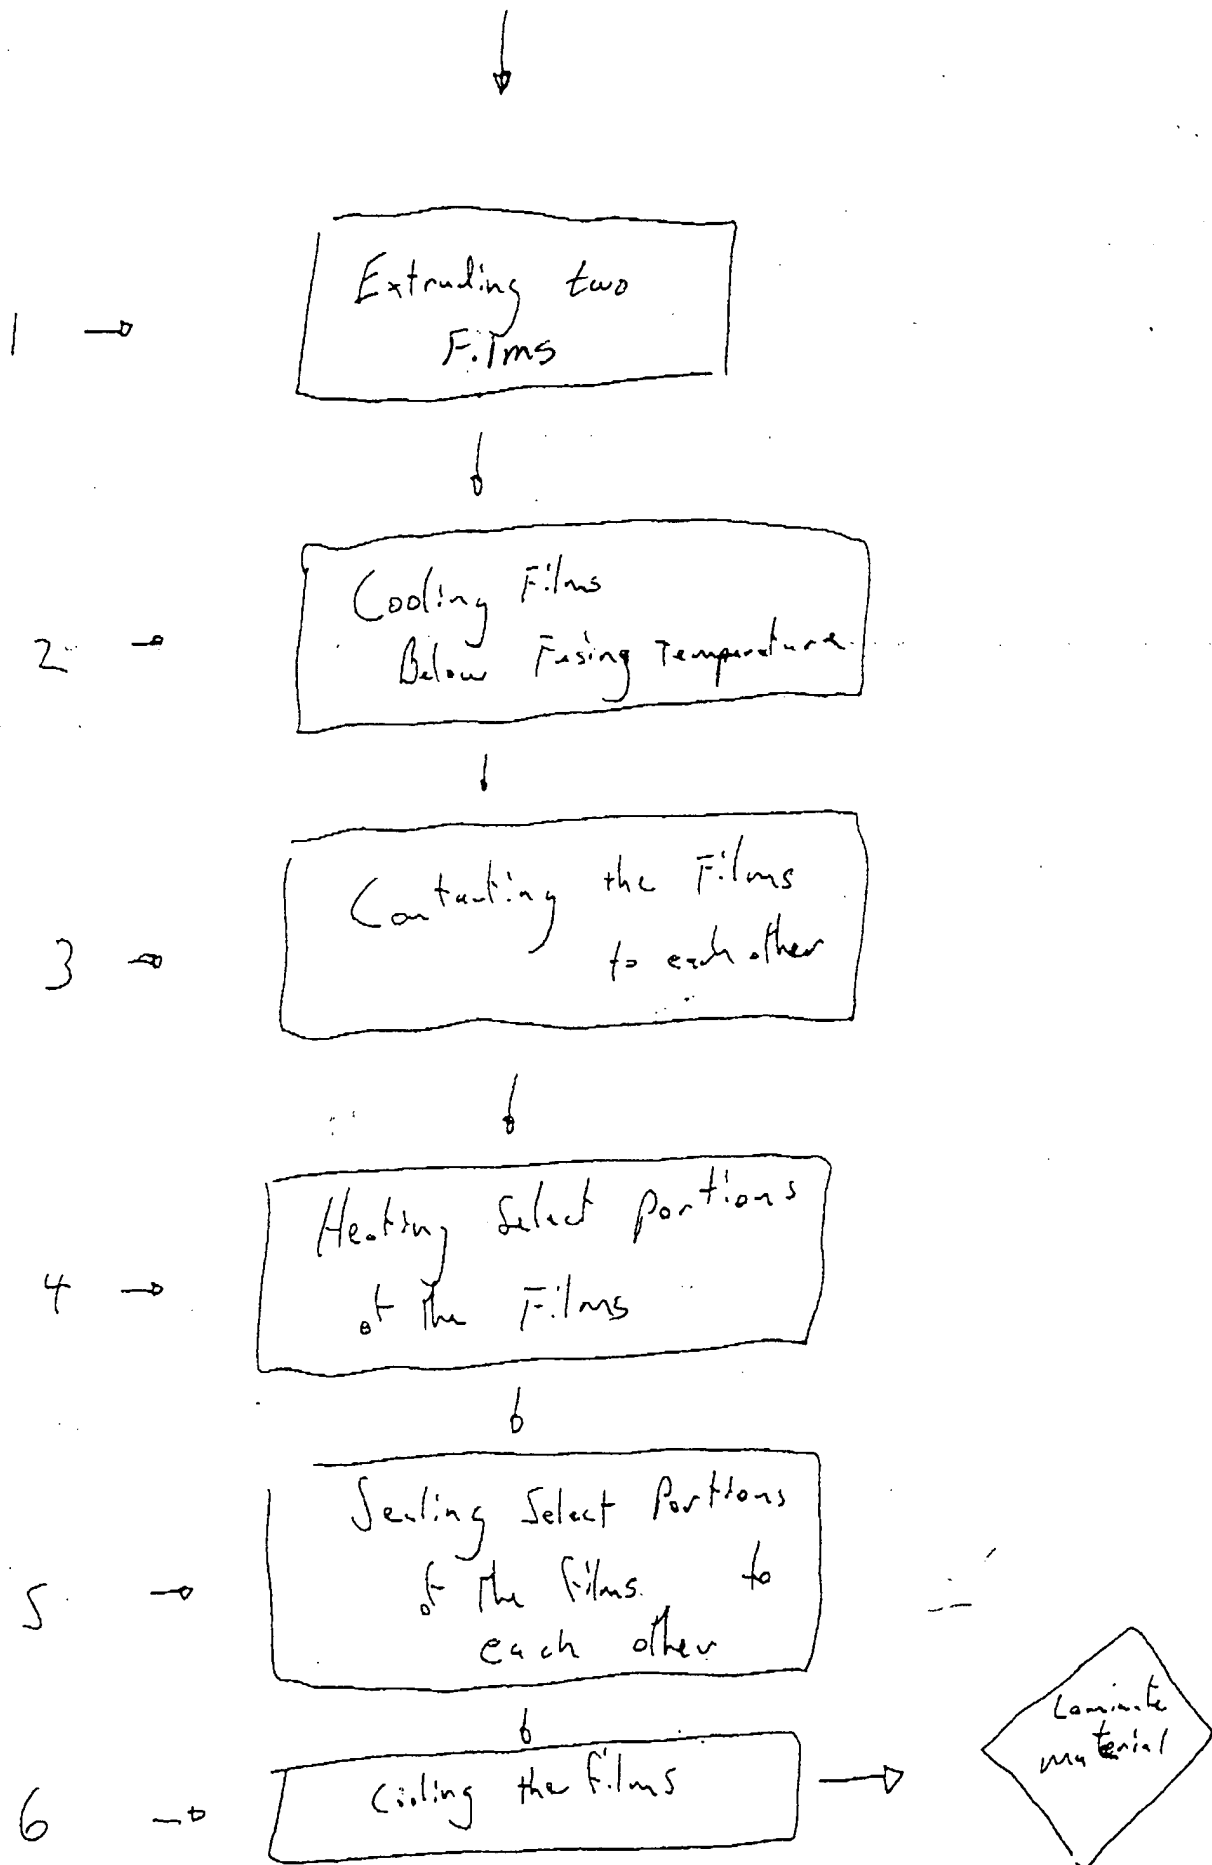 1
Extruding two
Films
2
Cooling Films
Below Fusing Temperature
3
Contacting the Films
to each other
4
Heating Select portions
of the Films
5
Sealing Select Portions
of the films to
each other
6
Cooling the films
Laminate
material